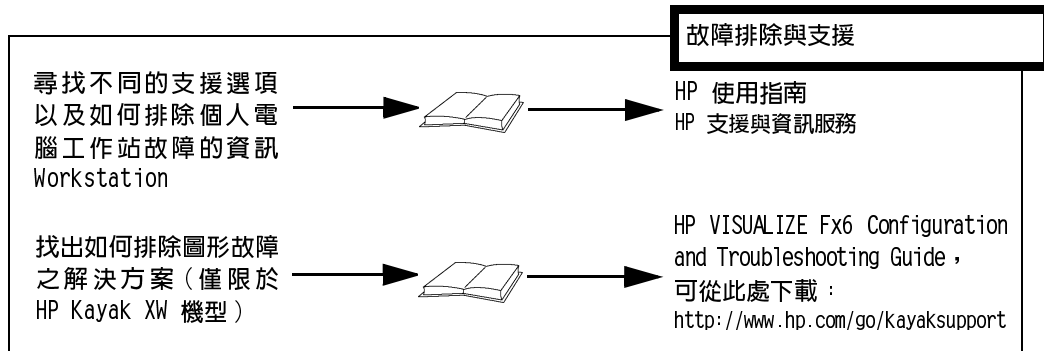 故障排除與支援
尋找不同的支援選項
以及如何排除個人電
腦工作站故障的資訊
Workstation
HP 使用指南
HP 支援與資訊服務
找出如何排除圖形故障
之解決方案（僅限於
HP Kayak XW 機型）
HP VISUALIZE Fx6 Configuration
and Troubleshooting Guide，
可從此處下載：
http://www.hp.com/go/kayaksupport